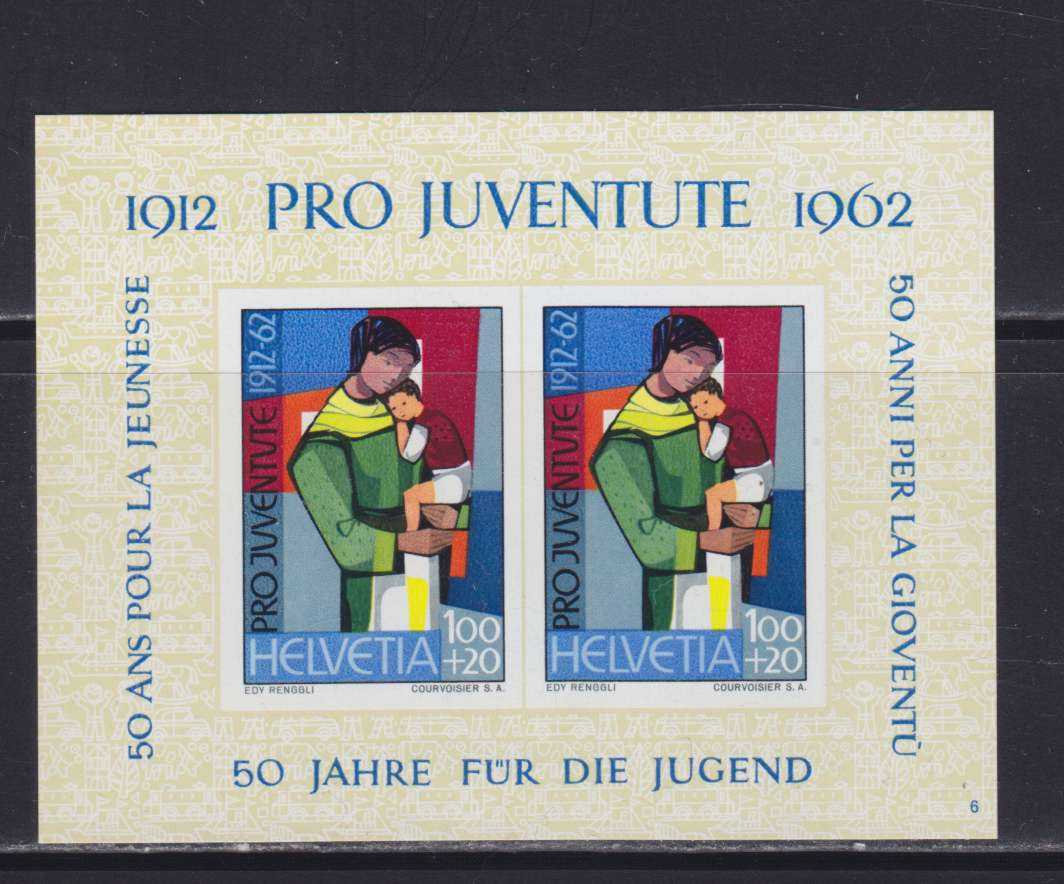 1912 PRO JUVENTUTE 1962
50 ANS POUR LA JEUNESSE
PRO JUVENTUTE 1912-62
100
HELVETIA +20
EDY RENGGLI COURVOISIER S.A.
PRO JUVENTUTE 1912-62
100
HELVETIA +20
EDY RENGGLI COURVOISIER S.A.
50 ANNI PER LA GIOVENTÙ
50 JAHRE FÜR DIE JUGEND
6